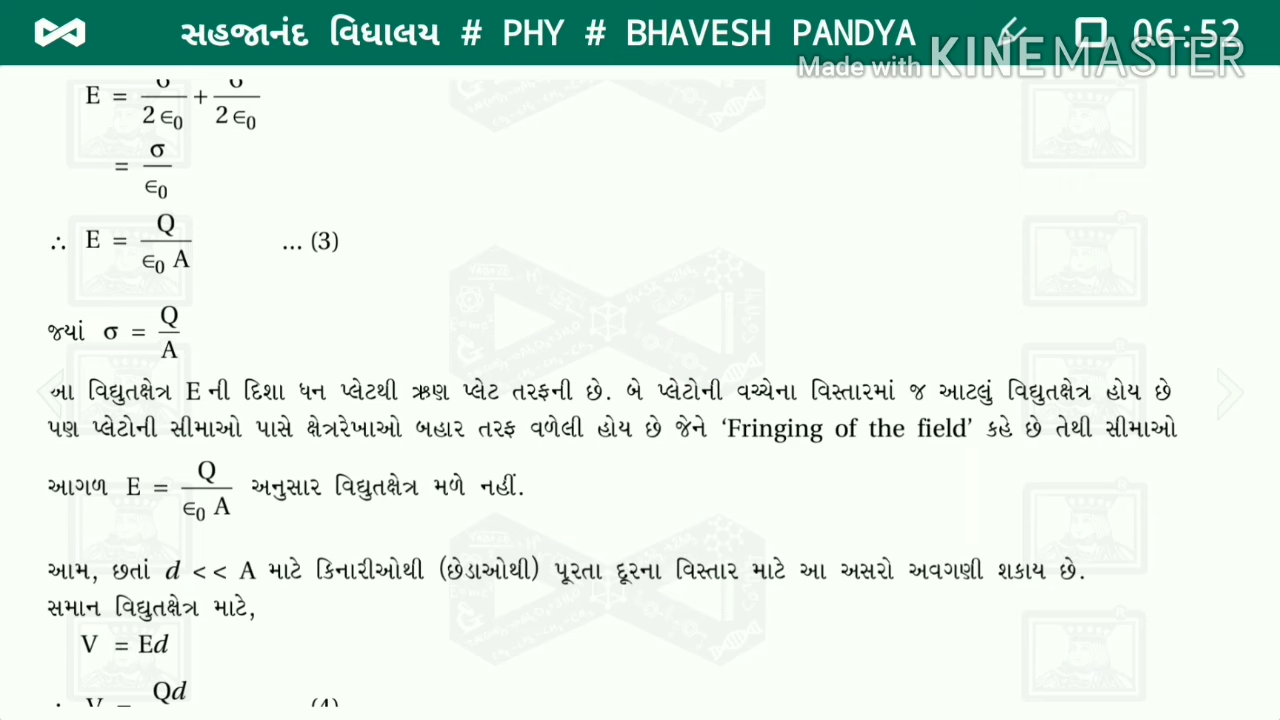 સહજાનંદ વિધાલય # PHY # BHAVESH PANDYA 06:52
Made with KINEMASTER
E = σ/2∈₀ + σ/2∈₀
= σ/∈₀
∴ E = Q/∈₀ A ... (3)
જ્યાં σ = Q/A
આ વિદ્યુતક્ષેત્ર E ની દિશા ધન પ્લેટથી ઋણ પ્લેટ તરફની છે. બે પ્લેટોની વચ્ચેના વિસ્તારમાં જ આટલું વિદ્યુતક્ષેત્ર હોય છે
પણ પ્લેટોની સીમાઓ પાસે ક્ષેત્રરેખાઓ બહાર તરફ વળેલી હોય છે જેને ‘Fringing of the field’ કહે છે તેથી સીમાઓ
આગળ E = Q/∈₀ A અનુસાર વિદ્યુતક્ષેત્ર મળે નહીં.
આમ, છતાં d << A માટે કિનારીઓથી (છેડાઓથી) પૂરતા દૂરના વિસ્તાર માટે આ અસરો અવગણી શકાય છે.
સમાન વિદ્યુતક્ષેત્ર માટે,
V = Ed
∴ V = Qd (4)